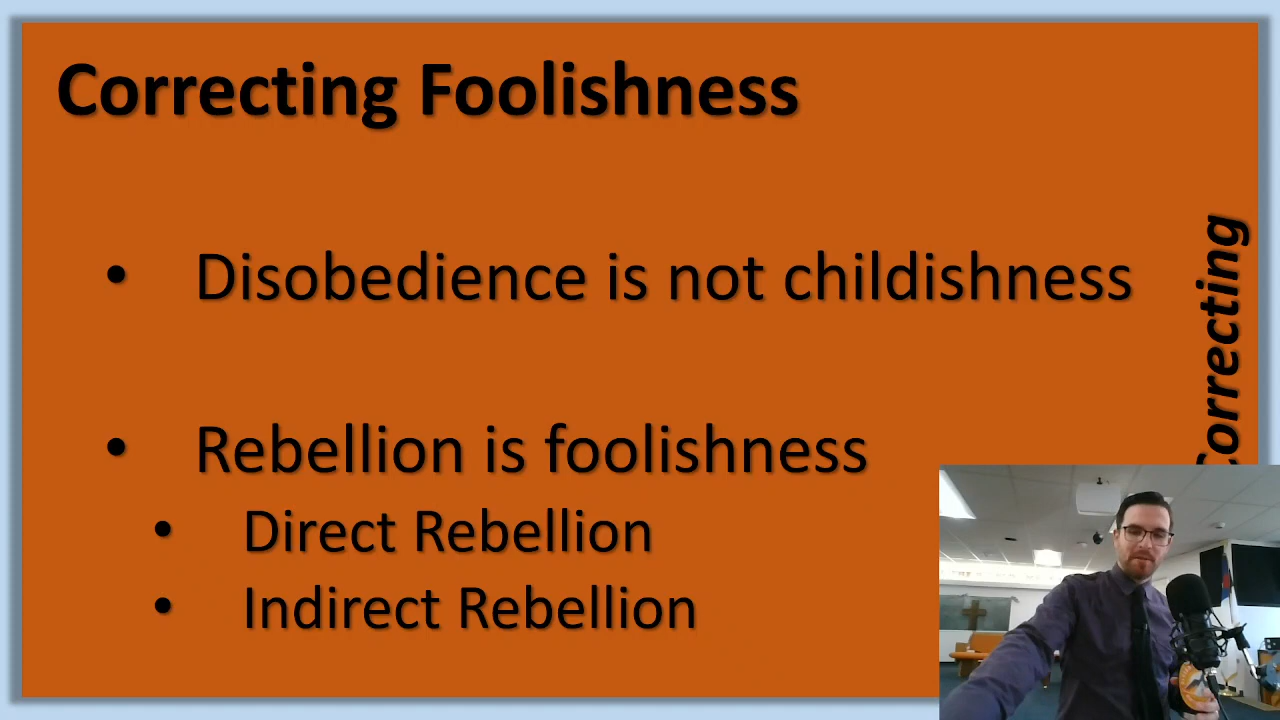 Correcting Foolishness
• Disobedience is not childishness
• Rebellion is foolishness
• Direct Rebellion
• Indirect Rebellion
Correcting